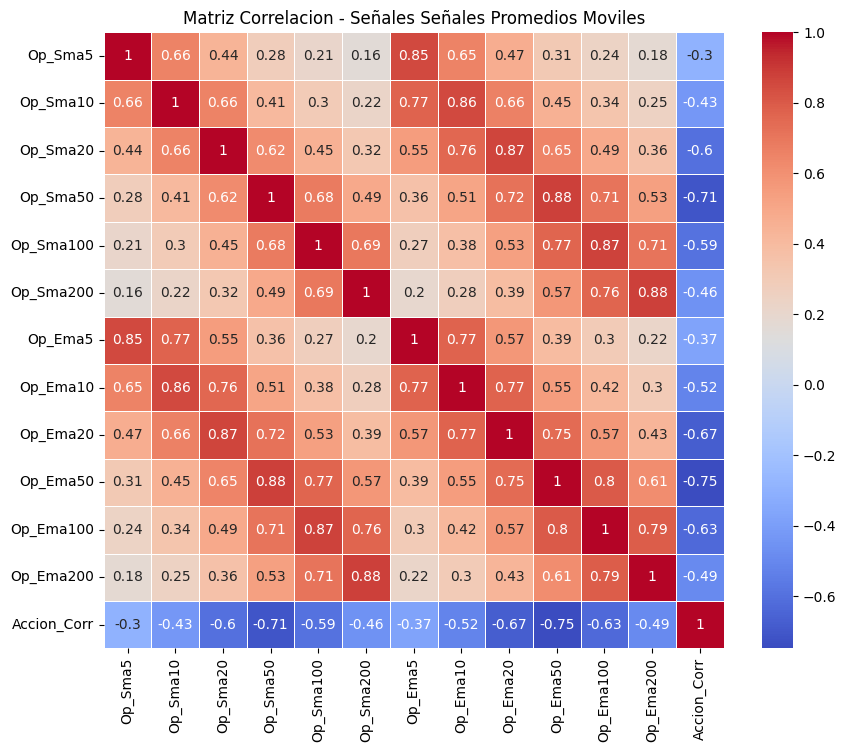 Matriz Correlacion - Señales Señales Promedios Moviles
Op_Sma5 1 0.66 0.44 0.28 0.21 0.16 0.85 0.65 0.47 0.31 0.24 0.18 -0.3
Op_Sma10 0.66 1 0.66 0.41 0.3 0.22 0.77 0.86 0.66 0.45 0.34 0.25 -0.43
Op_Sma20 0.44 0.66 1 0.62 0.45 0.32 0.55 0.76 0.87 0.65 0.49 0.36 -0.6
Op_Sma50 0.28 0.41 0.62 1 0.68 0.49 0.36 0.51 0.72 0.88 0.71 0.53 -0.71
Op_Sma100 0.21 0.3 0.45 0.68 1 0.69 0.27 0.38 0.53 0.77 0.87 0.71 -0.59
Op_Sma200 0.16 0.22 0.32 0.49 0.69 1 0.2 0.28 0.39 0.57 0.76 0.88 -0.46
Op_Ema5 0.85 0.77 0.55 0.36 0.27 0.2 1 0.77 0.57 0.39 0.3 0.22 -0.37
Op_Ema10 0.65 0.86 0.76 0.51 0.38 0.28 0.77 1 0.77 0.55 0.42 0.3 -0.52
Op_Ema20 0.47 0.66 0.87 0.72 0.53 0.39 0.57 0.77 1 0.75 0.57 0.43 -0.67
Op_Ema50 0.31 0.45 0.65 0.88 0.77 0.57 0.39 0.55 0.75 1 0.8 0.61 -0.75
Op_Ema100 0.24 0.34 0.49 0.71 0.87 0.76 0.3 0.42 0.57 0.8 1 0.79 -0.63
Op_Ema200 0.18 0.25 0.36 0.53 0.71 0.88 0.22 0.3 0.43 0.61 0.79 1 -0.49
Accion_Corr -0.3 -0.43 -0.6 -0.71 -0.59 -0.46 -0.37 -0.52 -0.67 -0.75 -0.63 -0.49 1
Op_Sma5 Op_Sma10 Op_Sma20 Op_Sma50 Op_Sma100 Op_Sma200 Op_Ema5 Op_Ema10 Op_Ema20 Op_Ema50 Op_Ema100 Op_Ema200 Accion_Corr
1.0
0.8
0.6
0.4
0.2
0.0
−0.2
−0.4
−0.6